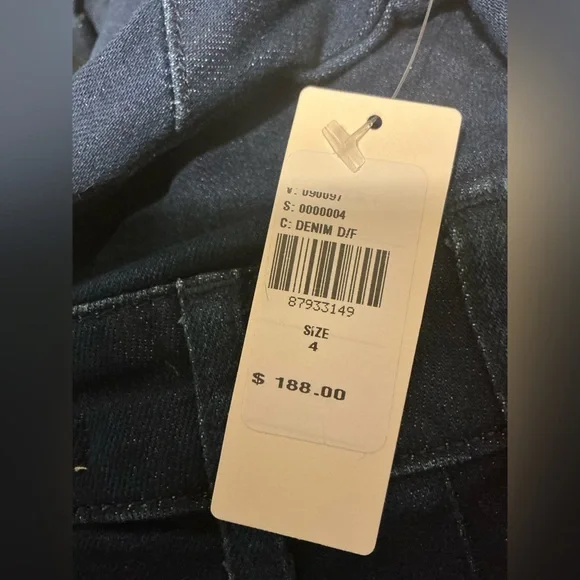 V: 090097
S: 0000004
C: DENIM D/F
87933149
SIZE
4
$ 188.00